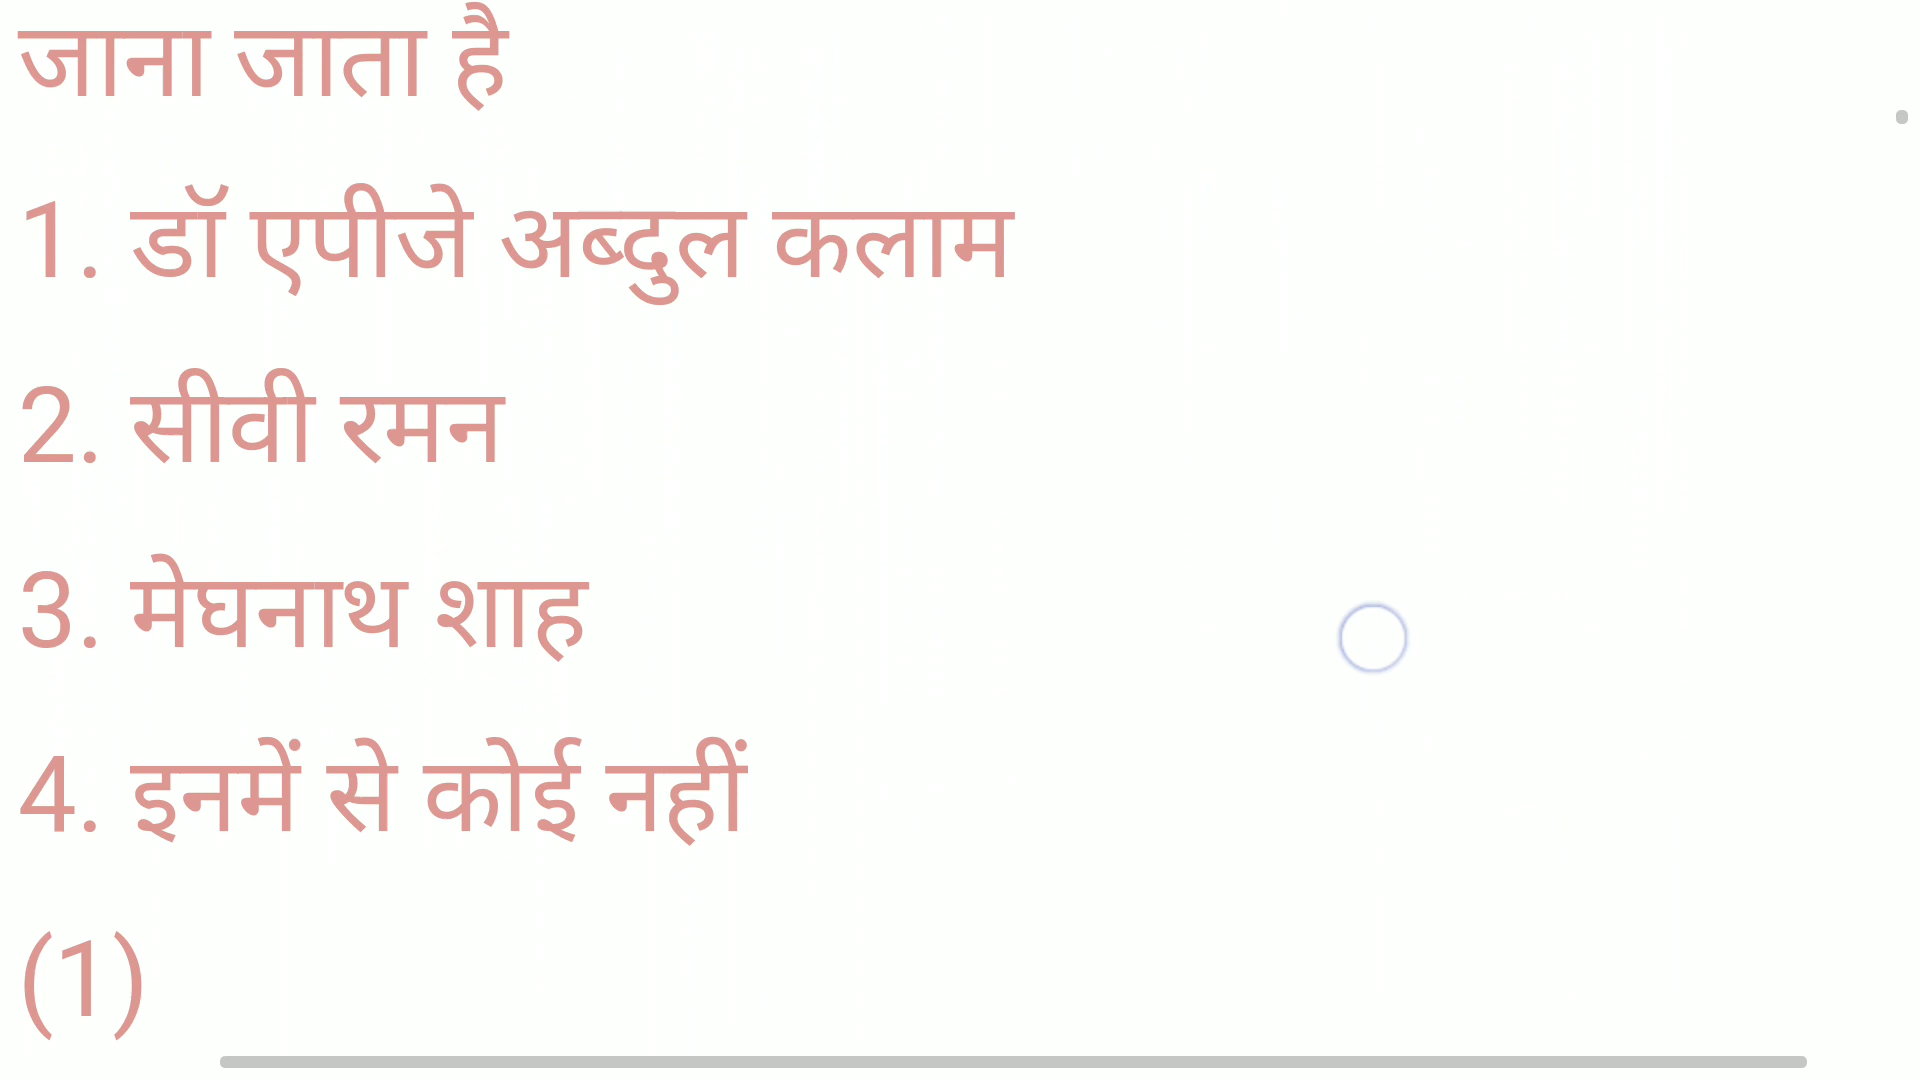 जाना जाता है
1. डॉ एपीजे अब्दुल कलाम
2. सीवी रमन
3. मेघनाथ शाह
4. इनमें से कोई नहीं
(1)